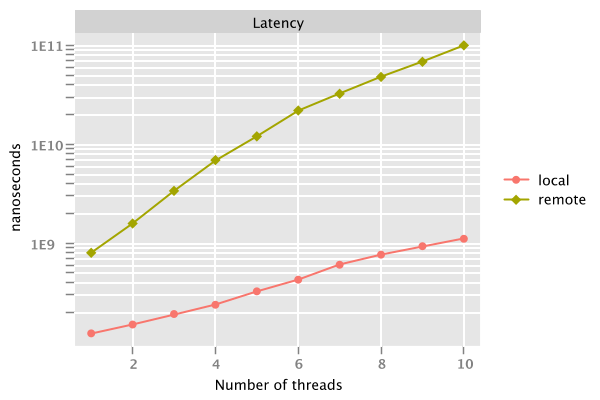 Latency
1E11
1E10
1E9
nanoseconds
2 4 6 8 10
Number of threads
local
remote